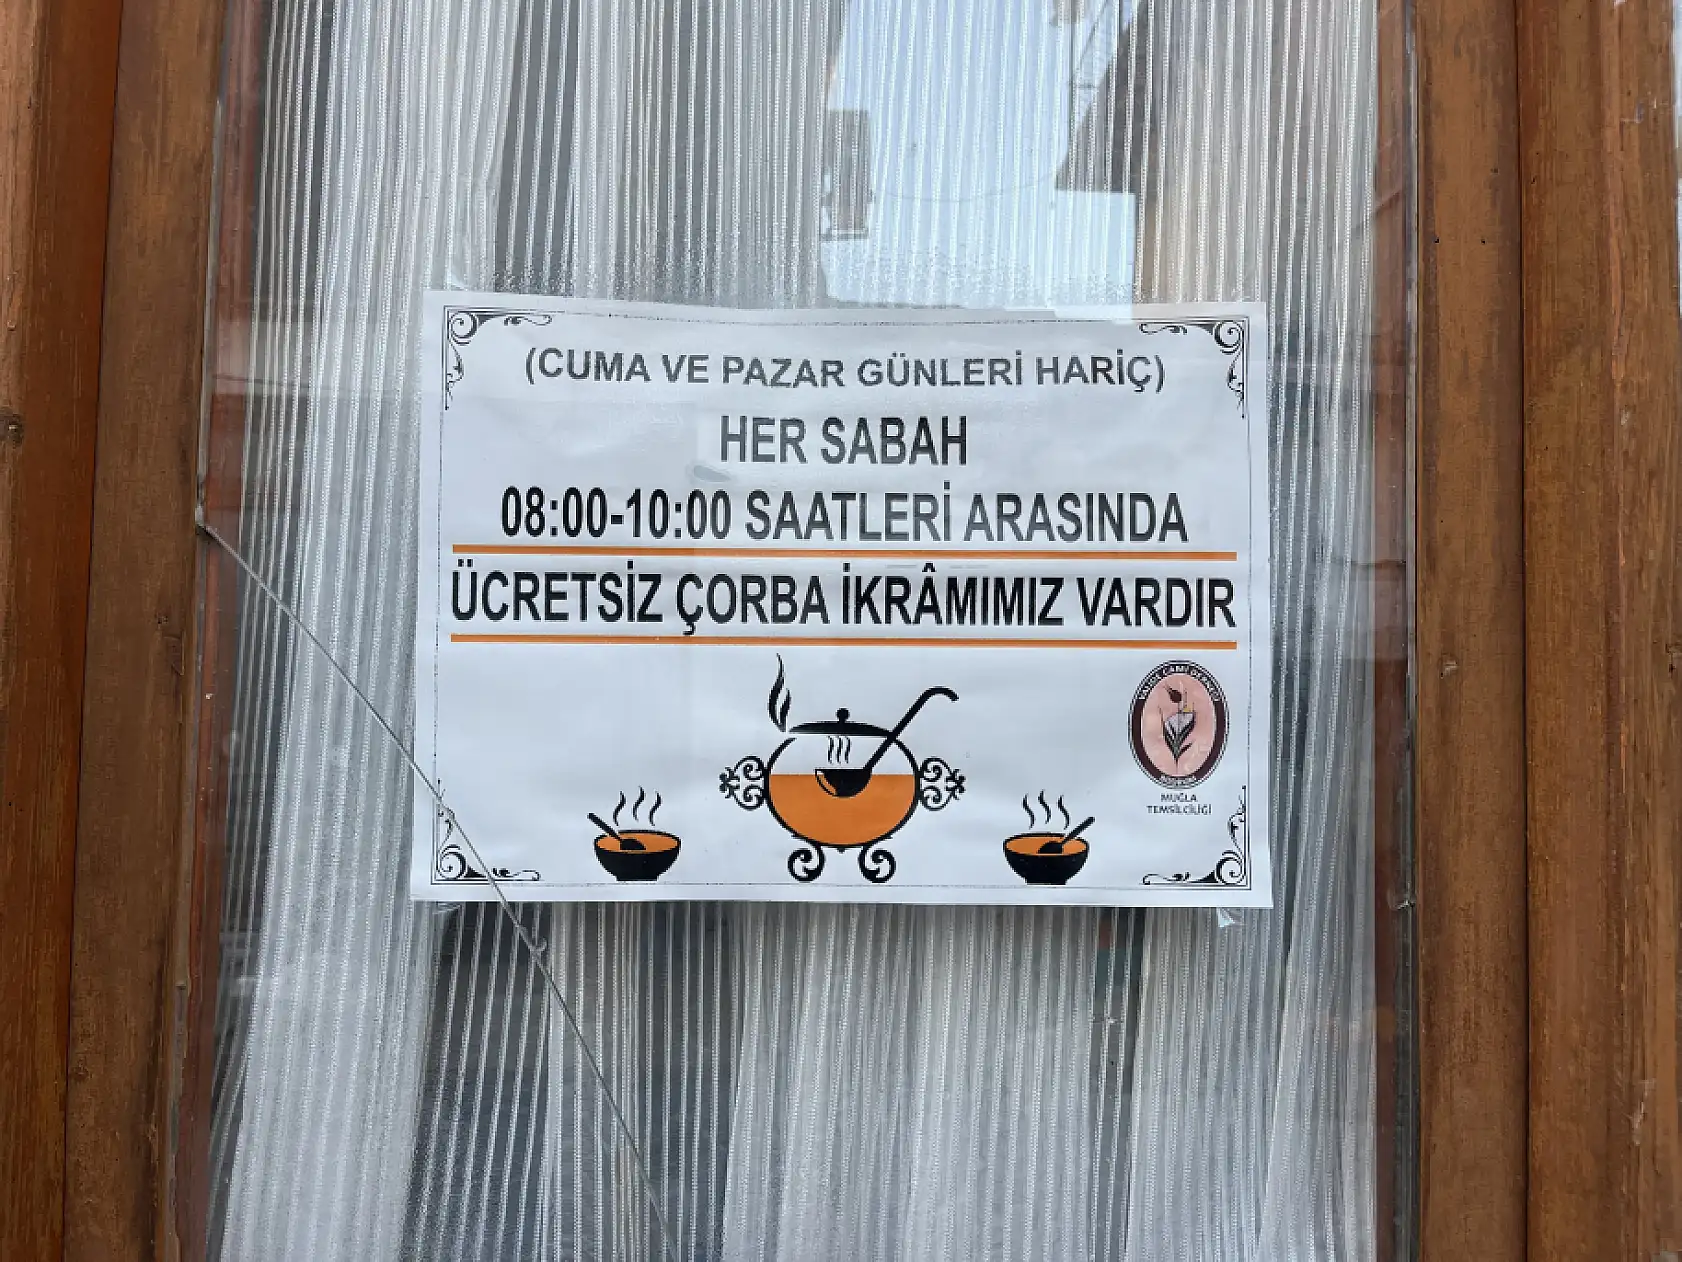 (CUMA VE PAZAR GÜNLERİ HARİÇ)
HER SABAH
08:00-10:00 SAATLERİ ARASINDA
ÜCRETSİZ ÇORBA İKRÂMIMIZ VARDIR
MUĞLA
TEMSİLCİLİĞİ